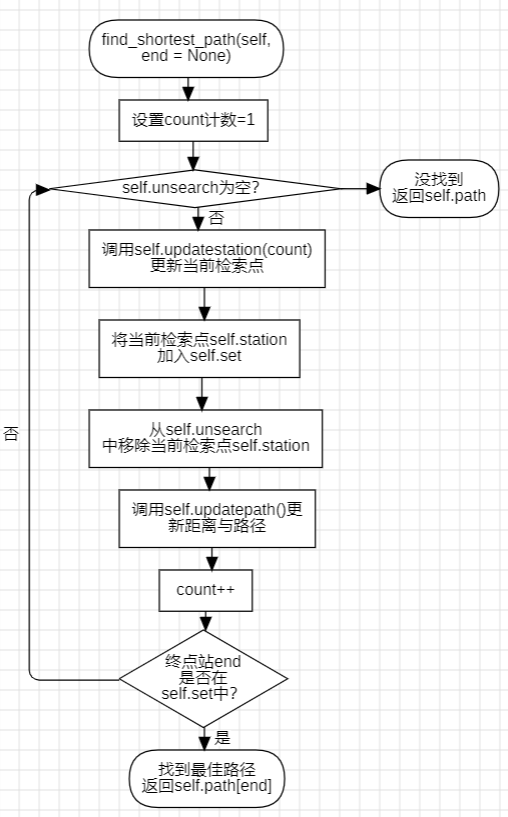 find_shortest_path(self,
end = None)
设置count计数=1
self.unsearch为空?
没找到
返回self.path
否
调用self.updatestation(count)
更新当前检索点
将当前检索点self.station
加入self.set
从self.unsearch
中移除当前检索点self.station
否
调用self.updatepath()更
新距离与路径
count++
终点站end
是否在
self.set中?
是
找到最佳路径
返回self.path[end]